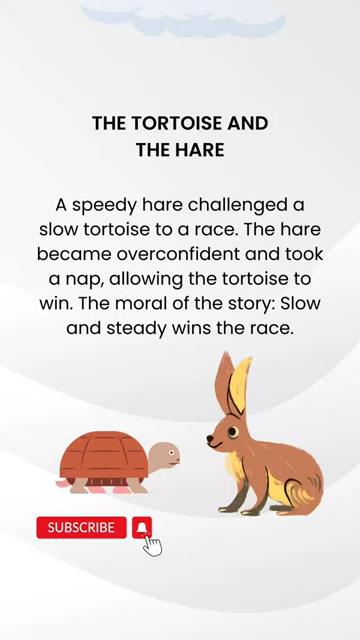 THE TORTOISE AND
THE HARE
A speedy hare challenged a
slow tortoise to a race. The hare
became overconfident and took
a nap, allowing the tortoise to
win. The moral of the story: Slow
and steady wins the race.
SUBSCRIBE